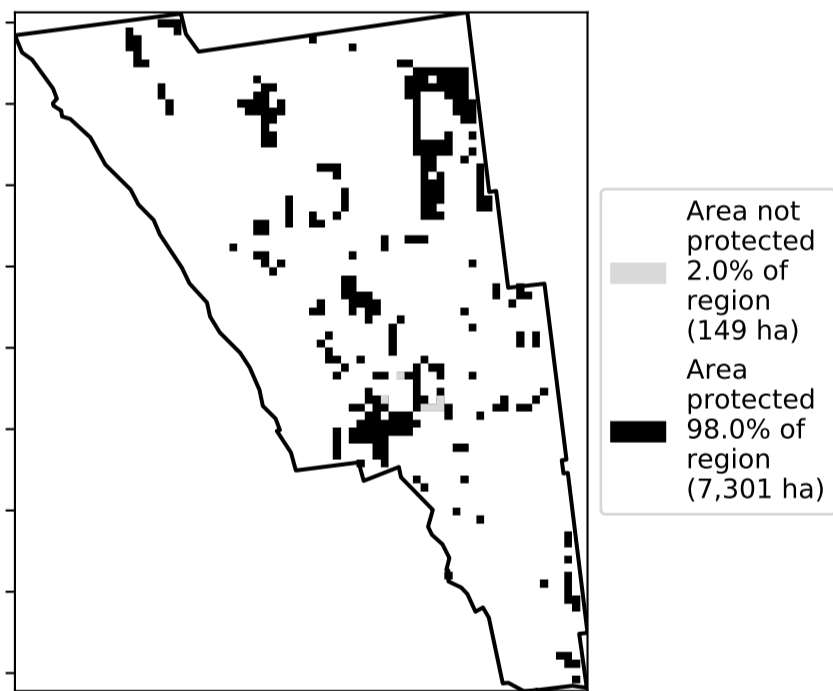 Area not
protected
2.0% of
region
(149 ha)
Area
protected
98.0% of
region
(7,301 ha)